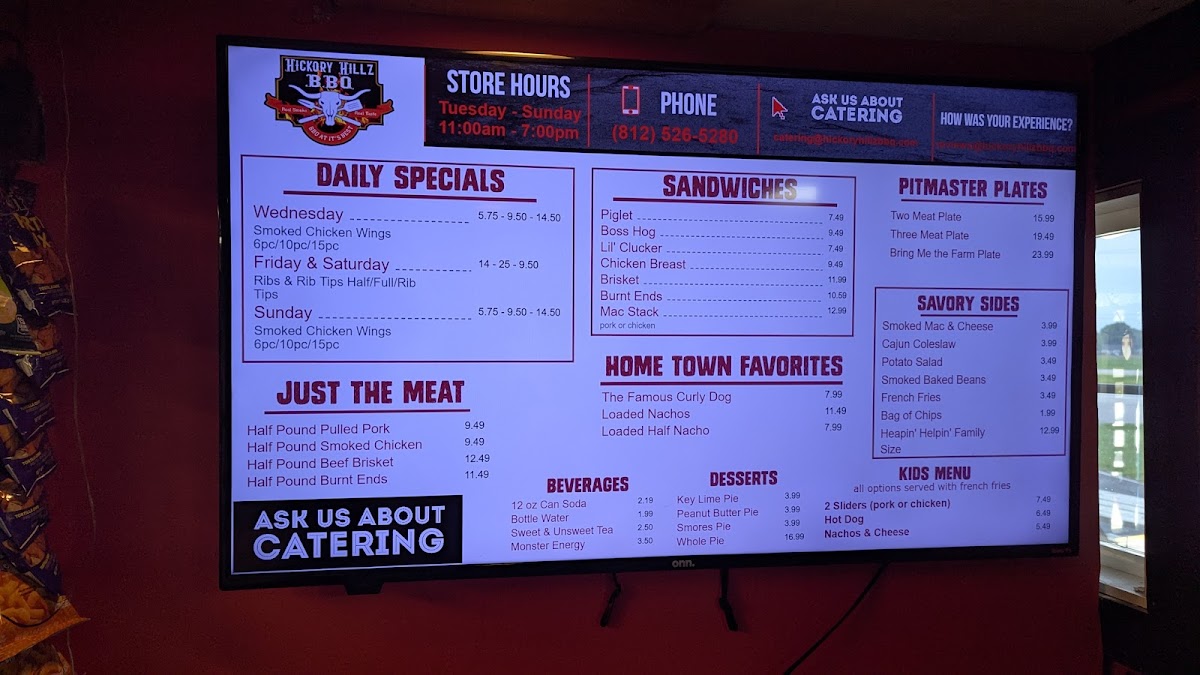 HICKORY HILLZ
B.B.Q
Real Smoke Real Taste
BBQ AT IT'S BEST
STORE HOURS
Tuesday - Sunday
11:00am - 7:00pm
PHONE
(812) 526-5280
ASK US ABOUT
CATERING
catering@hickoryhillzbbq.com
HOW WAS YOUR EXPERIENCE?
DAILY SPECIALS
Wednesday 5.75 - 9.50 - 14.50
Smoked Chicken Wings
6pc/10pc/15pc
Friday & Saturday 14 - 25 - 9.50
Ribs & Rib Tips Half/Full/Rib
Tips
Sunday 5.75 - 9.50 - 14.50
Smoked Chicken Wings
6pc/10pc/15pc
JUST THE MEAT
Half Pound Pulled Pork 9.49
Half Pound Smoked Chicken 9.49
Half Pound Beef Brisket 12.49
Half Pound Burnt Ends 11.49
ASK US ABOUT
CATERING
SANDWICHES
Piglet 7.49
Boss Hog 9.49
Lil' Clucker 7.49
Chicken Breast 9.49
Brisket 11.99
Burnt Ends 10.59
Mac Stack 12.99
pork or chicken
HOME TOWN FAVORITES
The Famous Curly Dog 7.99
Loaded Nachos 11.49
Loaded Half Nacho 7.99
BEVERAGES
12 oz Can Soda 2.19
Bottle Water 1.99
Sweet & Unsweet Tea 2.50
Monster Energy 3.50
DESSERTS
Key Lime Pie 3.99
Peanut Butter Pie 3.99
Smores Pie 3.99
Whole Pie 16.99
PITMASTER PLATES
Two Meat Plate 15.99
Three Meat Plate 19.49
Bring Me the Farm Plate 23.99
SAVORY SIDES
Smoked Mac & Cheese 3.99
Cajun Coleslaw 3.99
Potato Salad 3.49
Smoked Baked Beans 3.49
French Fries 3.49
Bag of Chips 1.99
Heapin' Helpin' Family 12.99
Size
KIDS MENU
all options served with french fries
2 Sliders (pork or chicken) 7.49
Hot Dog
Nachos & Cheese
onn.